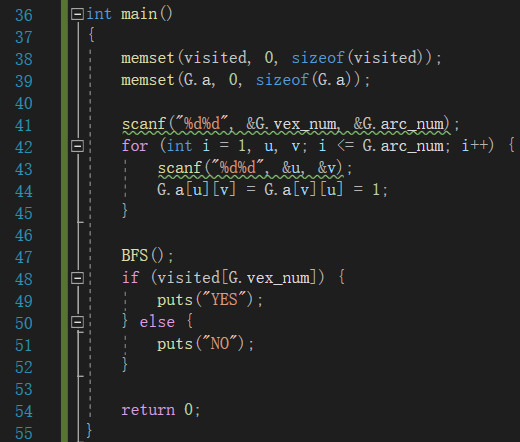 36 int main()
37 {
38     memset(visited, 0, sizeof(visited));
39     memset(G.a, 0, sizeof(G.a));
40
41     scanf("%d%d", &G.vex_num, &G.arc_num);
42     for (int i = 1, u, v; i <= G.arc_num; i++) {
43         scanf("%d%d", &u, &v);
44         G.a[u][v] = G.a[v][u] = 1;
45     }
46
47     BFS();
48     if (visited[G.vex_num]) {
49         puts("YES");
50     } else {
51         puts("NO");
52     }
53
54     return 0;
55 }